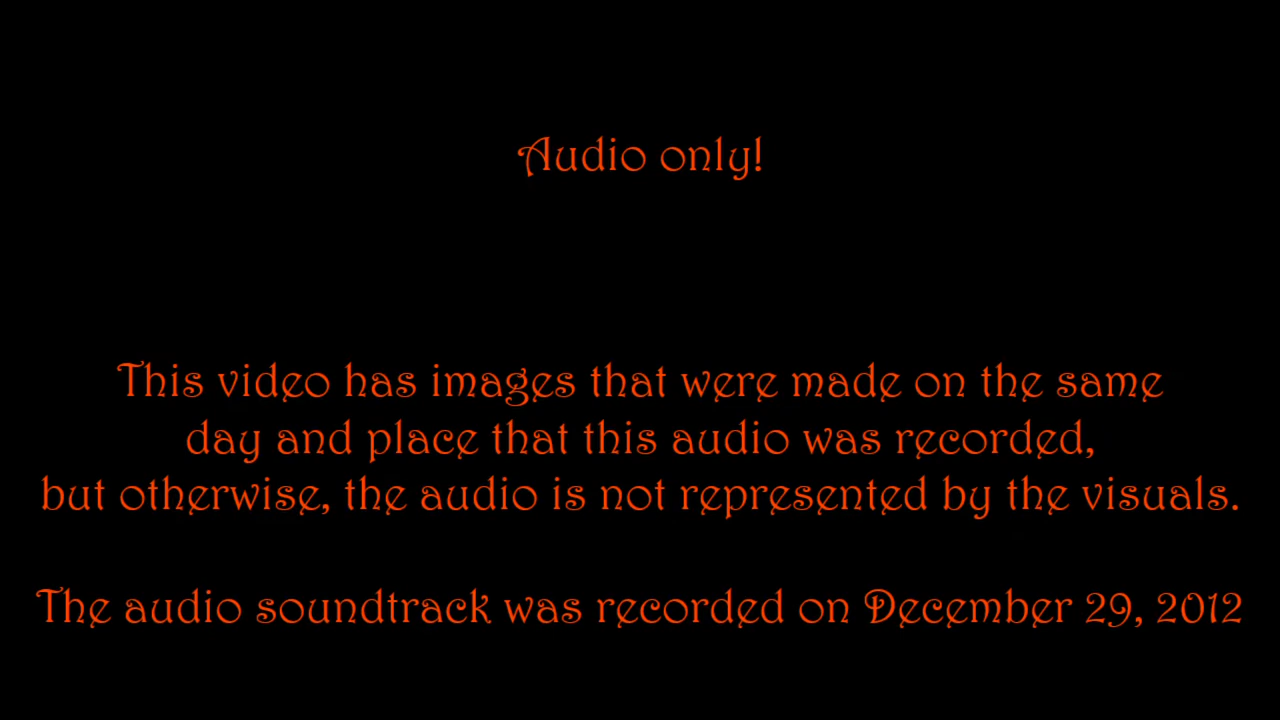 Audio only!
This video has images that were made on the same
day and place that this audio was recorded,
but otherwise, the audio is not represented by the visuals.
The audio soundtrack was recorded on December 29, 2012